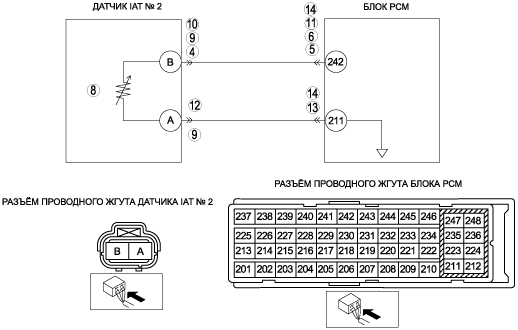 ДАТЧИК IAT № 2
БЛОК PCM
10
9
4
14
11
6
5
B
242
8
12
14
13
A
211
9
РАЗЪЁМ ПРОВОДНОГО ЖГУТА БЛОКА PCM
РАЗЪЁМ ПРОВОДНОГО ЖГУТА ДАТЧИКА IAT № 2
B A
237 238 239 240 241 242 243 244 245 246 247 248
225 226 227 228 229 230 231 232 233 234 235 236
213 214 215 216 217 218 219 220 221 222 223 224
201 202 203 204 205 206 207 208 209 210 211 212